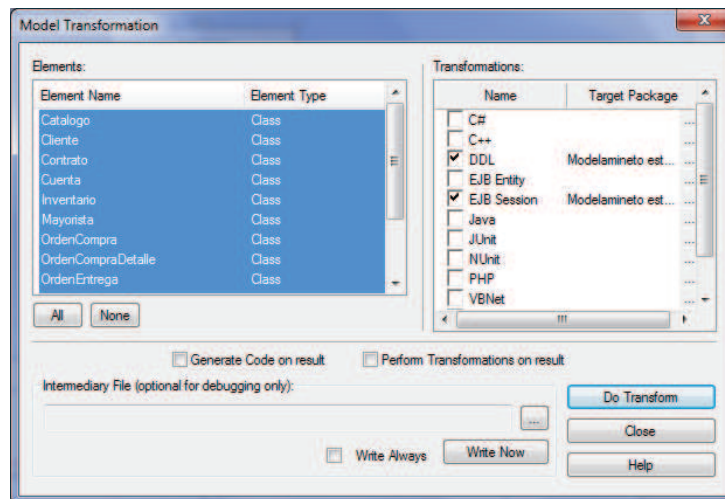 Model Transformation
Elements:
Element Name Element Type
Catalogo Class
Cliente Class
Contrato Class
Cuenta Class
Inventario Class
Mayorista Class
OrdenCompra Class
OrdenCompraDetalle Class
OrdenEntrega Class
All None
Transformations:
Name Target Package
C# ...
C++ ...
DDL Modelamineto est... ...
EJB Entity ...
EJB Session Modelamineto est... ...
Java ...
JUnit ...
NUnit ...
PHP ...
VBNet ...
Generate Code on result Perform Transformations on result
Intermediary File (optional for debugging only):
...
Write Always Write Now
Do Transform
Close
Help